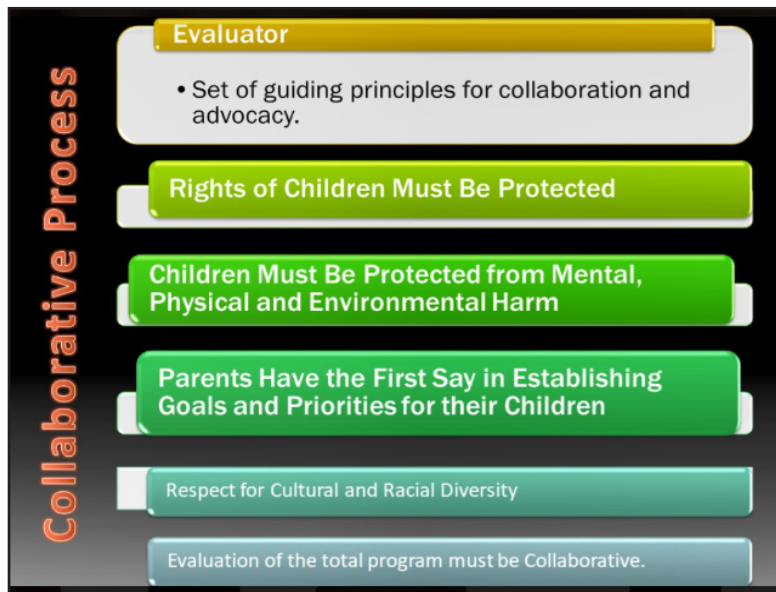 Collaborative Process
Evaluator
• Set of guiding principles for collaboration and
advocacy.
Rights of Children Must Be Protected
Children Must Be Protected from Mental,
Physical and Environmental Harm
Parents Have the First Say in Establishing
Goals and Priorities for their Children
Respect for Cultural and Racial Diversity
Evaluation of the total program must be Collaborative.